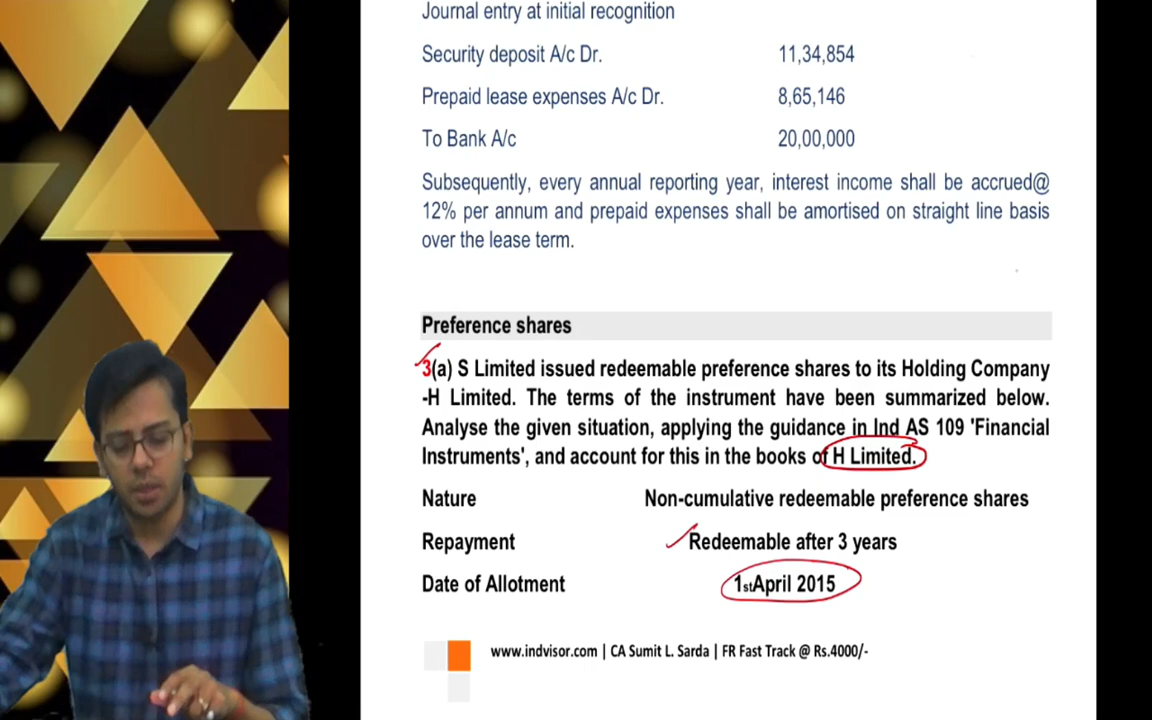 Journal entry at initial recognition
Security deposit A/c Dr. 11,34,854
Prepaid lease expenses A/c Dr. 8,65,146
To Bank A/c 20,00,000
Subsequently, every annual reporting year, interest income shall be accrued@
12% per annum and prepaid expenses shall be amortised on straight line basis
over the lease term.
Preference shares
3(a) S Limited issued redeemable preference shares to its Holding Company
-H Limited. The terms of the instrument have been summarized below.
Analyse the given situation, applying the guidance in Ind AS 109 'Financial
Instruments', and account for this in the books of H Limited.
Nature Non-cumulative redeemable preference shares
Repayment Redeemable after 3 years
Date of Allotment 1stApril 2015
www.indvisor.com | CA Sumit L. Sarda | FR Fast Track @ Rs.4000/-